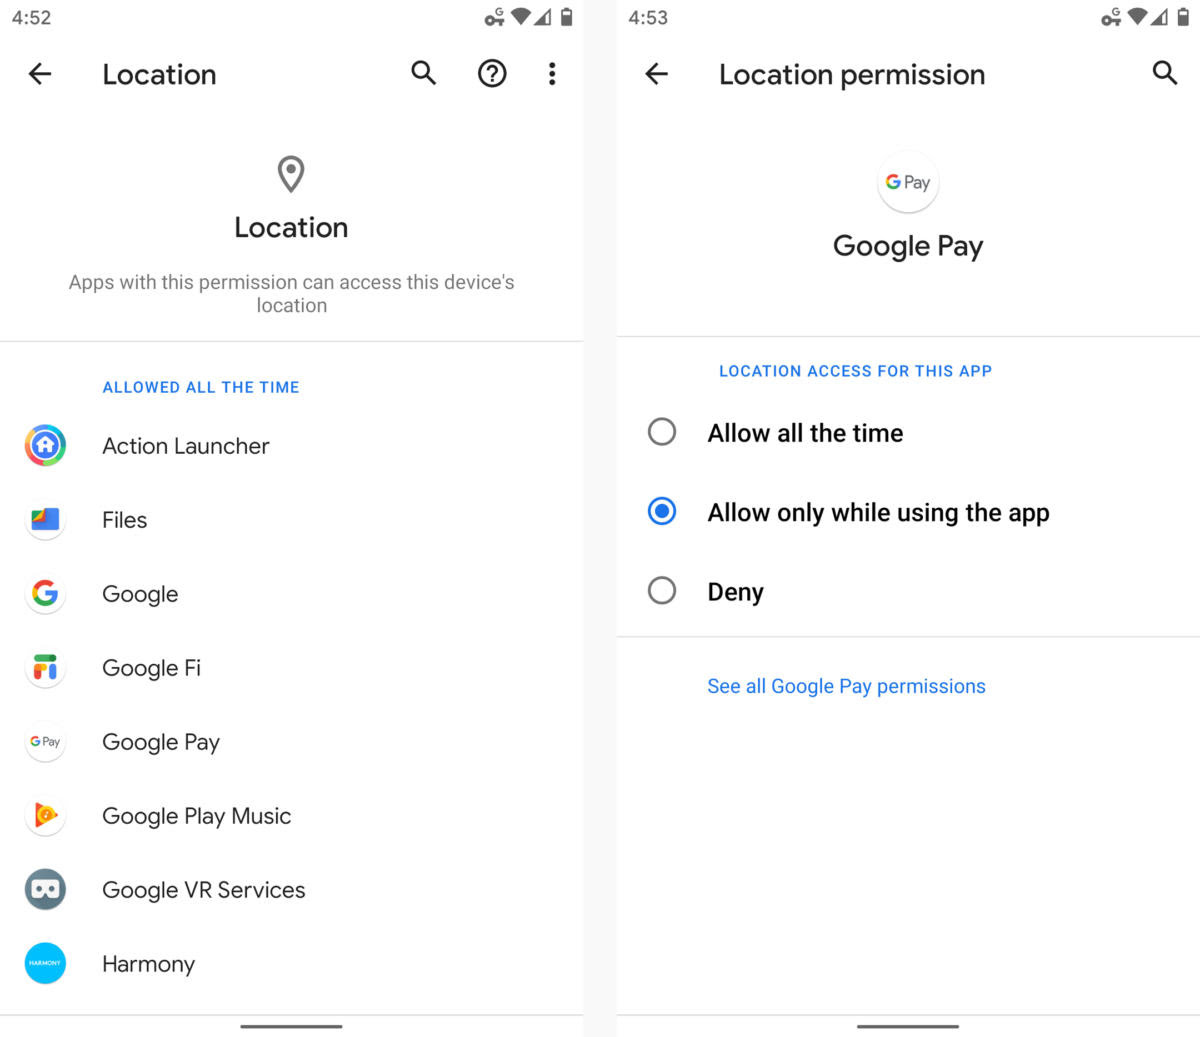 4:52
Location
Location
Apps with this permission can access this device's
location
ALLOWED ALL THE TIME
Action Launcher
Files
Google
Google Fi
G Pay
Google Pay
Google Play Music
Google VR Services
HARMONY
Harmony
4:53
Location permission
G Pay
Google Pay
LOCATION ACCESS FOR THIS APP
Allow all the time
Allow only while using the app
Deny
See all Google Pay permissions